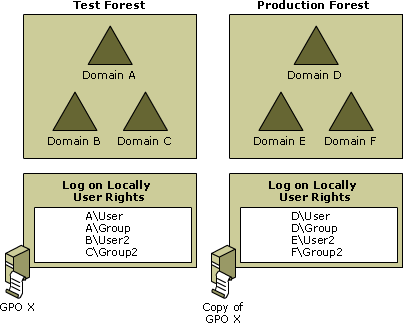 Test Forest
Domain A
Domain B
Domain C
Log on Locally
User Rights
A\User
A\Group
B\User2
C\Group2
GPO X
Production Forest
Domain D
Domain E
Domain F
Log on Locally
User Rights
D\User
D\Group
E\User2
F\Group2
Copy of
GPO X